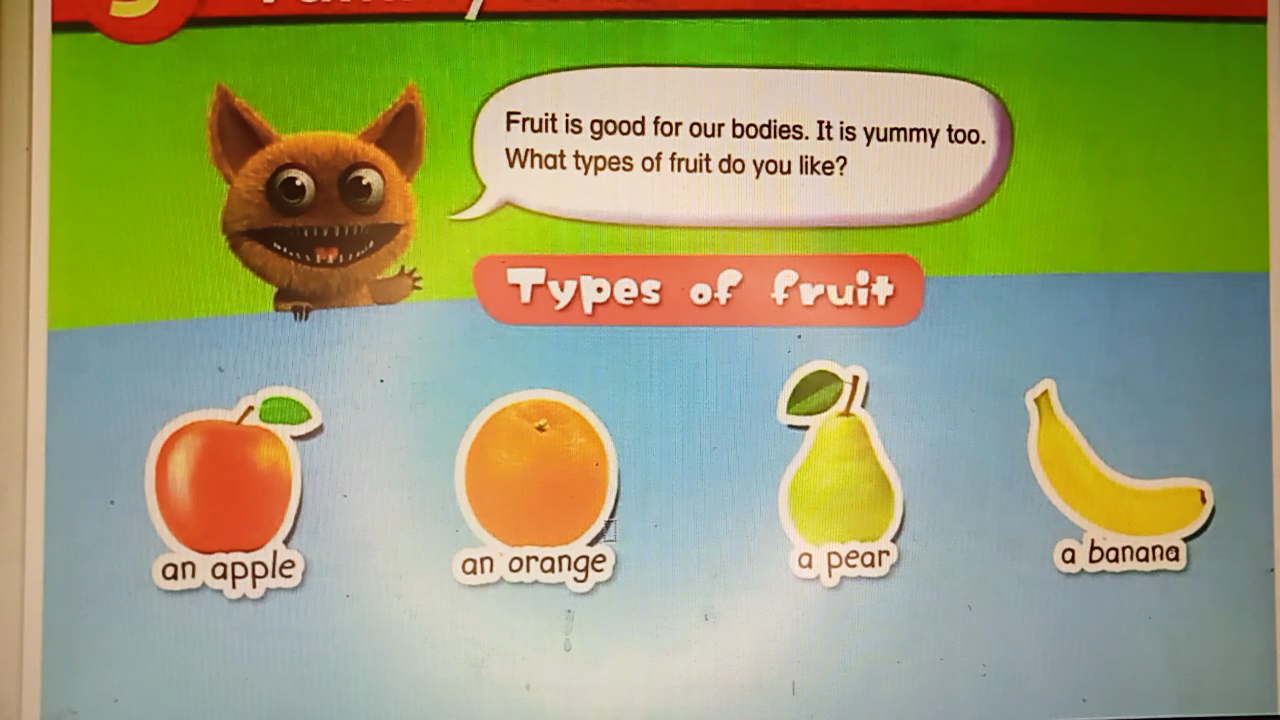 Fruit is good for our bodies. It is yummy too.
What types of fruit do you like?
Types of fruit
an apple
an orange
a pear
a banana